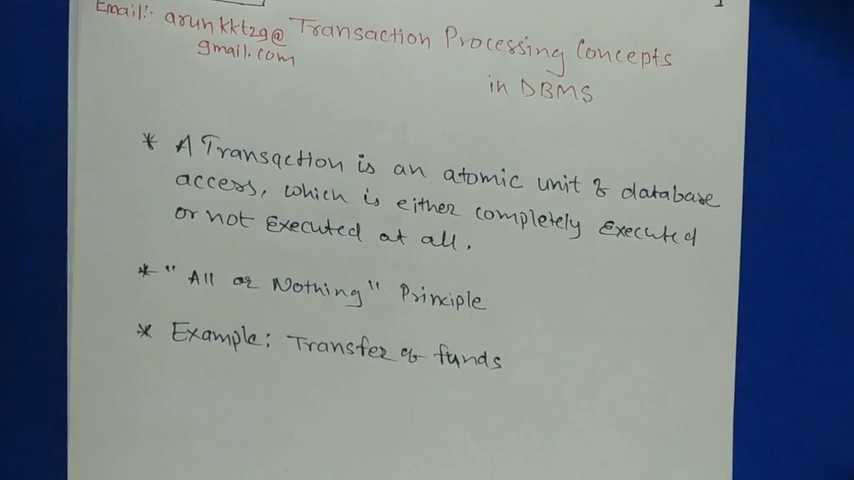 Email:- arunkkt29@
gmail.com
Transaction Processing Concepts
in DBMS
* A Transaction is an atomic unit of database
access, which is either completely executed
or not executed at all.
* "All or Nothing" Principle
* Example: Transfer of funds
1